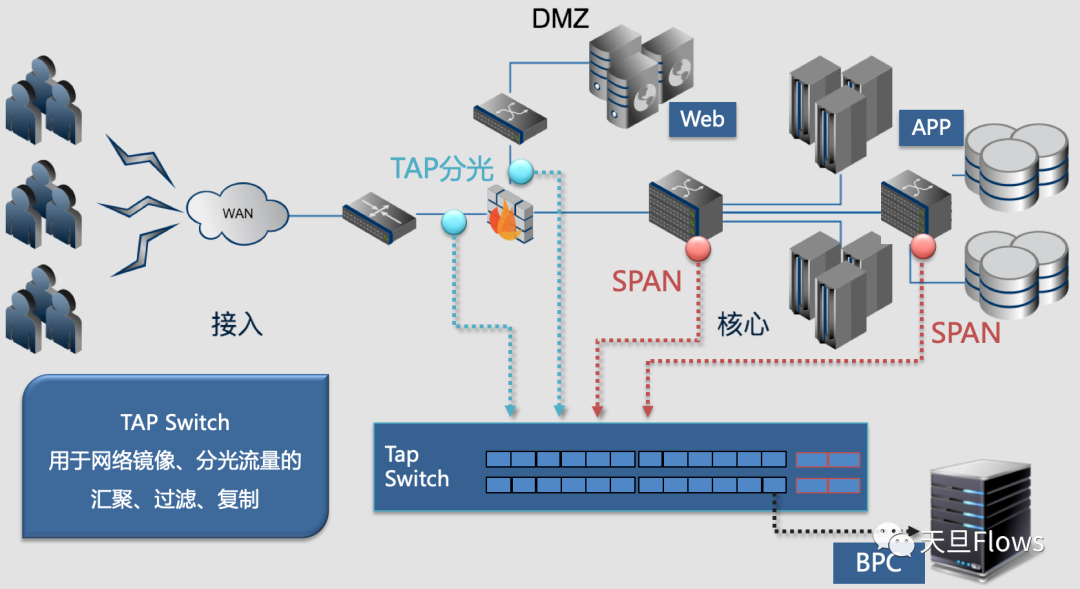 DMZ
Web
APP
TAP分光
WAN
SPAN
接入
核心
SPAN
TAP Switch
用于网络镜像、分光流量的
汇聚、过滤、复制
Tap
Switch
天旦Flows
BPC